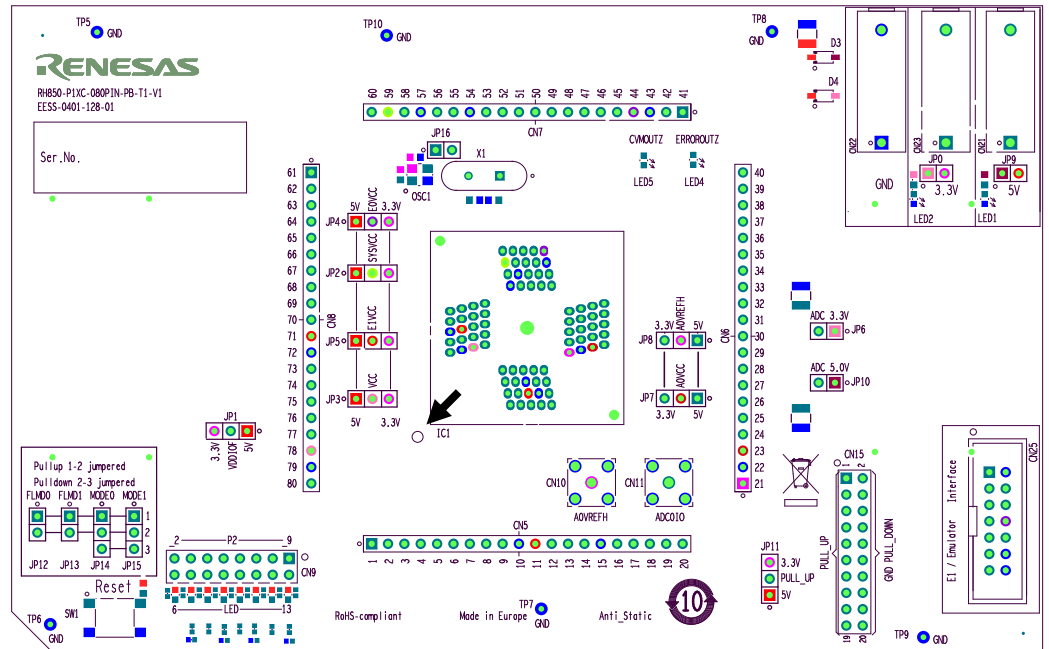 TP5
GND
TP10
GND
TP8
GND
D3
D4
RENESAS
RH850-P1XC-080PIN-PB-T1-V1
EESS-0401-128-01
Ser.No.
60 59 58 57 56 55 54 53 52 51 50 49 48 47 46 45 44 43 42 41
CN7
JP16
X1
OSC1
CVMOUTZ
LED5
ERROROUTZ
LED4
CN22
CN23
CN21
GND
JP0
3.3V
LED2
JP9
5V
LED1
61
62
63
64
65
66
67
68
69
70
71
72
73
74
75
76
77
78
79
80
CN8
5V
E0VCC
3.3V
JP4
SYSVCC
JP2
E1VCC
JP5
VCC
JP3
5V
3.3V
IC1
3.3V
A0VREFH
5V
JP8
A0VCC
JP7
3.3V
5V
40
39
38
37
36
35
34
33
32
31
30
29
28
27
26
25
24
23
22
21
CN6
ADC 3.3V
JP6
ADC 5.0V
JP10
JP1
3.3V
VDDIOF
5V
Pullup 1-2 jumpered
Pulldown 2-3 jumpered
FLMD0 FLMD1 MODE0 MODE1
1
2
3
JP12 JP13 JP14 JP15
Reset
SW1
TP6
GND
_2 P2 _9
CN9
6 LED 13
CN10
A0VREFH
CN11
ADC0IO
CN5
1 2 3 4 5 6 7 8 9 10 11 12 13 14 15 16 17 18 19 20
RoHS-compliant
Made in Europe
TP7
GND
Anti_Static
10
JP11
3.3V
PULL_UP
5V
CN15
1 2
PULL_UP
GND PULL_DOWN
19 20
CN25
E1 / Emulator Interface
TP9
GND